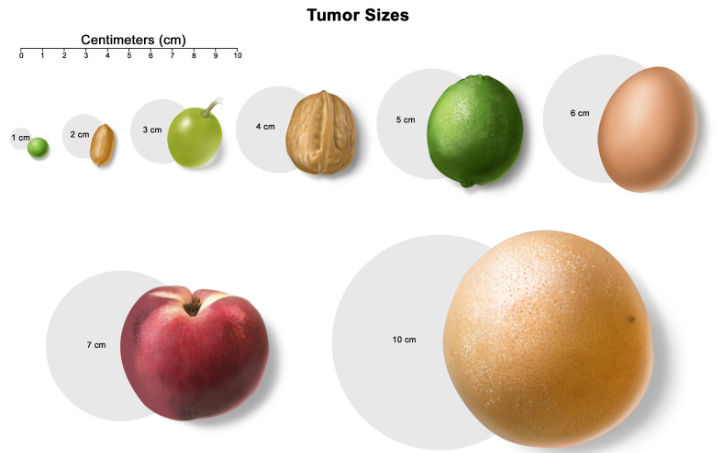 Tumor Sizes
Centimeters (cm)
0 1 2 3 4 5 6 7 8 9 10
1 cm
2 cm
3 cm
4 cm
5 cm
6 cm
7 cm
10 cm